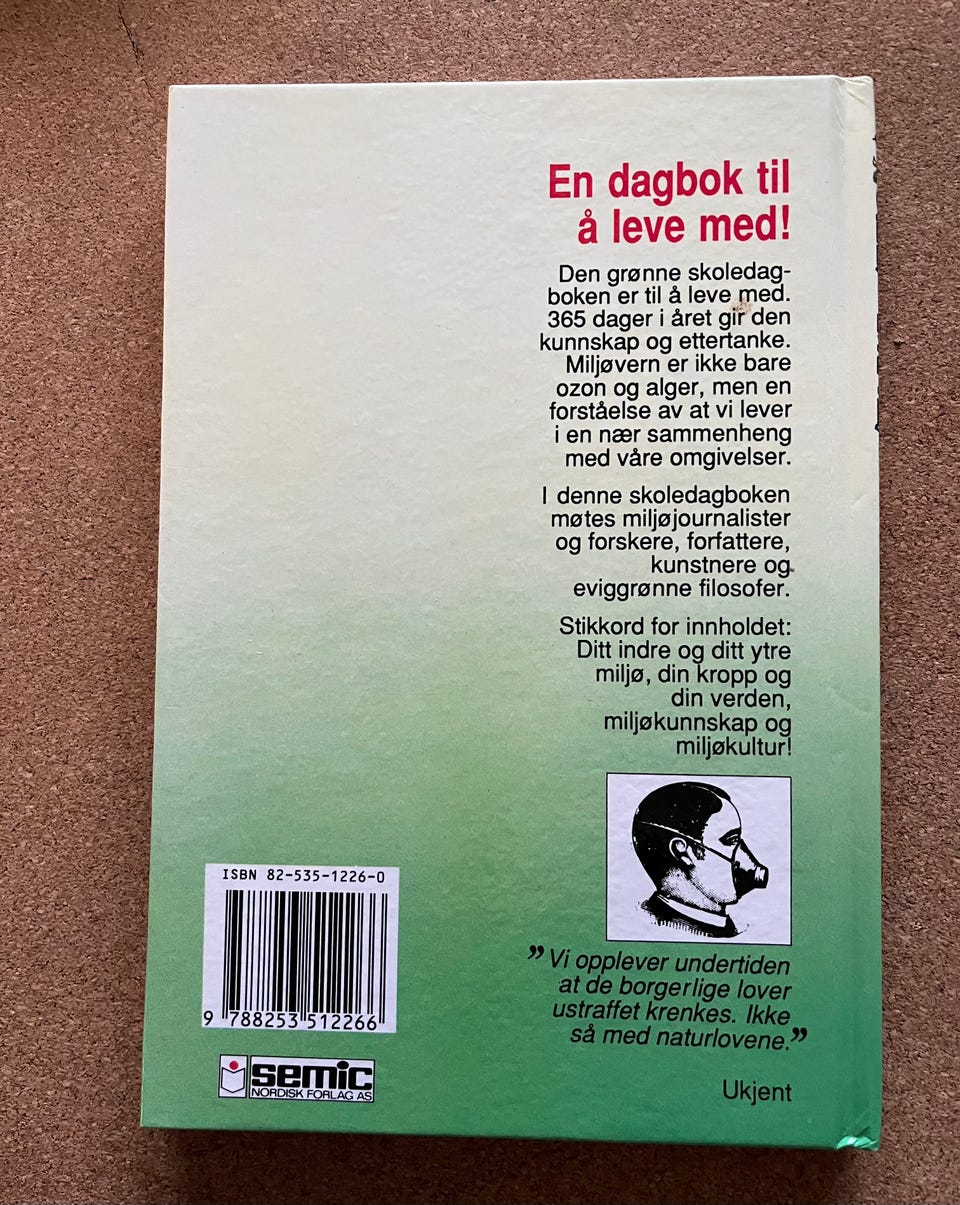 En dagbok til
å leve med!
Den grønne skoledag-
boken er til å leve med.
365 dager i året gir den
kunnskap og ettertanke.
Miljøvern er ikke bare
ozon og alger, men en
forståelse av at vi lever
i en nær sammenheng
med våre omgivelser.
I denne skoledagboken
møtes miljøjournalister
og forskere, forfattere,
kunstnere og
eviggrønne filosofer.
Stikkord for innholdet:
Ditt indre og ditt ytre
miljø, din kropp og
din verden,
miljøkunnskap og
miljøkultur!
”Vi opplever undertiden
at de borgerlige lover
ustraffet krenkes. Ikke
så med naturlovene.”
Ukjent
ISBN 82-535-1226-0
9 788253 512266
semic
NORDISK FORLAG AS